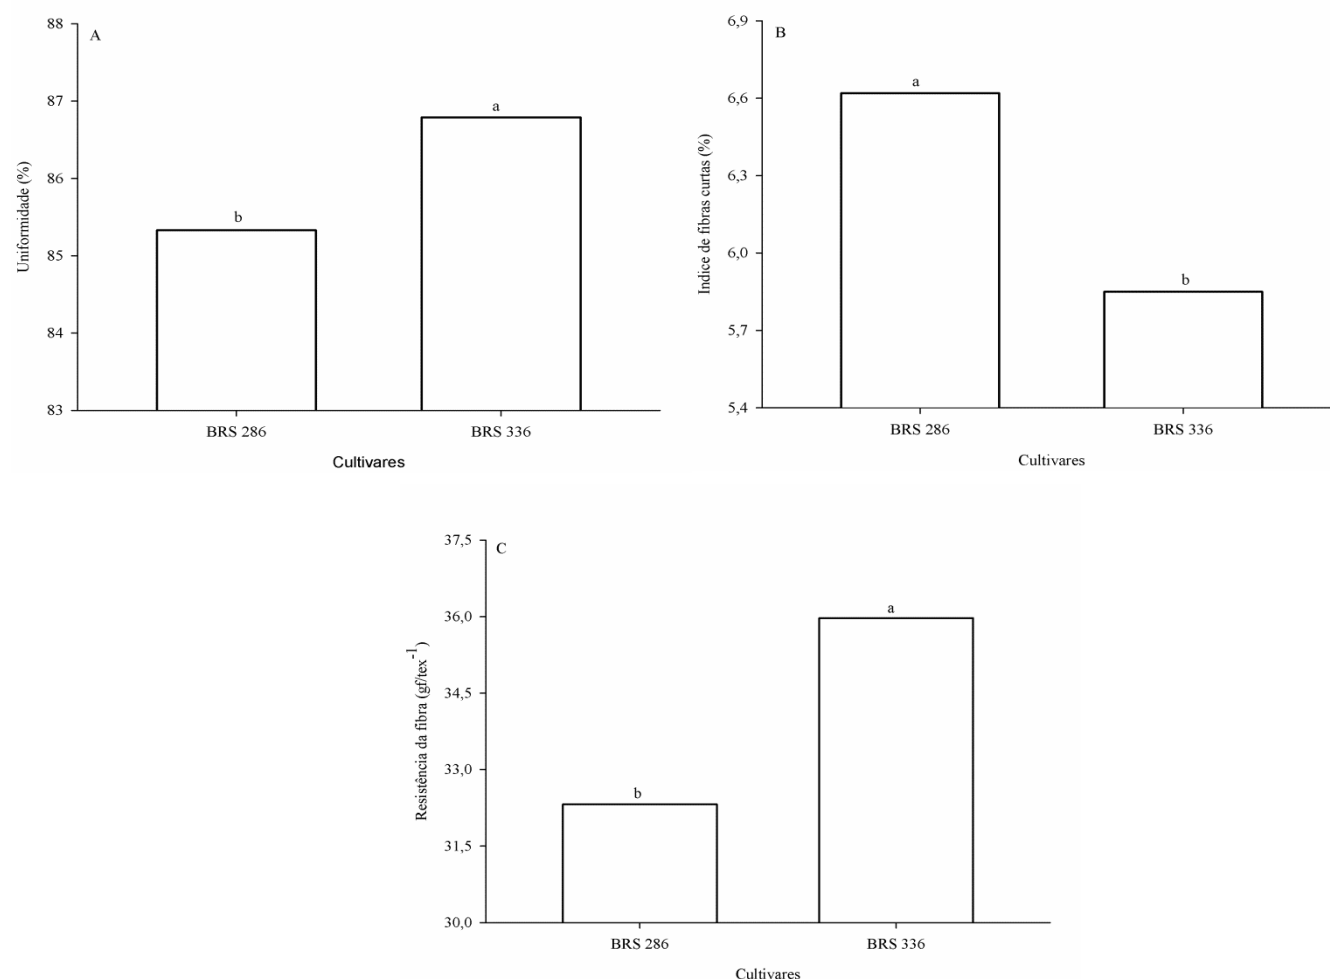 A
Uniformidade (%)
88
87
86
85
84
83
b
a
BRS 286
BRS 336
Cultivares
B
Indice de fibras curtas (%)
6,9
6,6
6,3
6,0
5,7
5,4
a
b
BRS 286
BRS 336
Cultivares
C
Resistência da fibra (gf/tex⁻¹)
37,5
36,0
34,5
33,0
31,5
30,0
b
a
BRS 286
BRS 336
Cultivares